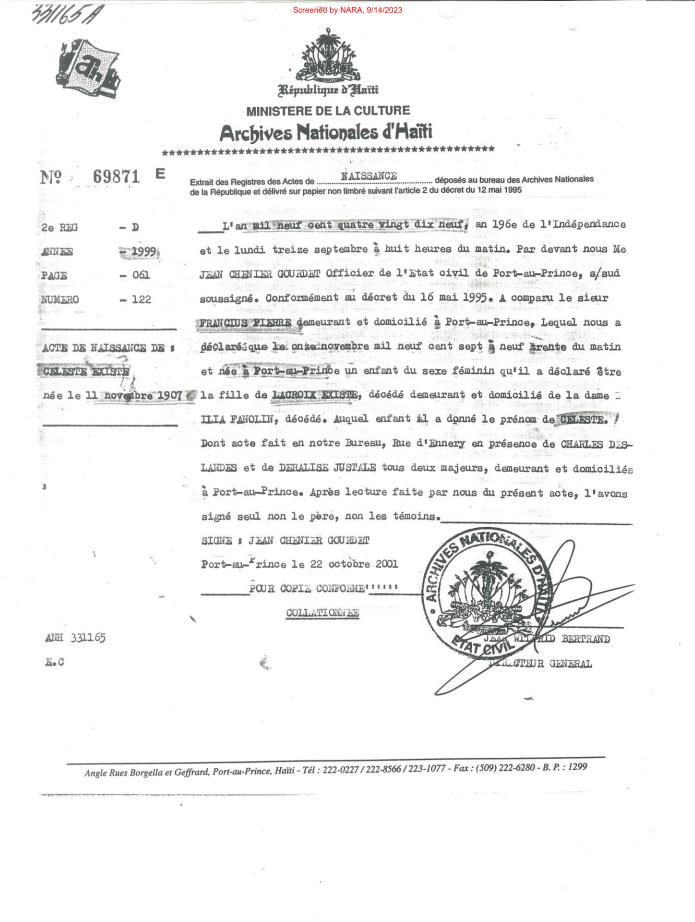 331165A
Screened by NARA, 9/14/2023
anh
République d'Haïti
MINISTERE DE LA CULTURE
Archives Nationales d'Haïti
************************************************
Nº 69871 E
Extrait des Registres des Actes de NAISSANCE déposés au bureau des Archives Nationales
de la République et délivré sur papier non timbré suivant l'article 2 du décret du 12 mai 1995
2e REG - D
ANNEE - 1999
PAGE - 061
NUMERO - 122
ACTE DE NAISSANCE DE :
CELESTE EXISTE
née le 11 novembre 1907
L'an mil neuf cent quatre vingt dix neuf, an 196e de l'Indépendance
et le lundi treize septembre à huit heures du matin. Par devant nous Me
JEAN CHENIER GOURDET Officier de l'Etat civil de Port-au-Prince, s/sud
soussigné. Conformément au décret du 16 mai 1995. A comparu le sieur
FRANCIUS PIERRE demeurant et domicilié à Port-au-Prince, Lequel nous a
déclaré que le onze novembre mil neuf cent sept à neuf trente du matin
et née à Port-au-Prince un enfant du sexe féminin qu'il a déclaré être
la fille de LACROIX EXISTE, décédé demeurant et domicilié de la dame
ILIA FANOLIN, décédé. Auquel enfant il a donné le prénom de CELESTE.
Dont acte fait en notre Bureau, Rue d'Ennery en présence de CHARLES DES-
LANDES et de DERALISE JUSTALE tous deux majeurs, demeurant et domiciliés
à Port-au-Prince. Après lecture faite par nous du présent acte, l'avons
signé seul non le père, non les témoins.
SIGNE : JEAN CHENIER GOURDET
Port-au-Prince le 22 octobre 2001
POUR COPIE CONFORME''''''
COLLATIONNEE
ARCHIVES NATIONALES D'HAITI
ETAT CIVIL
ANH 331165
E.C
JEAN WILFRID BERTRAND
DIRECTEUR GENERAL
Angle Rues Borgella et Geffrard, Port-au-Prince, Haïti - Tél : 222-0227 / 222-8566 / 223-1077 - Fax : (509) 222-6280 - B. P. : 1299